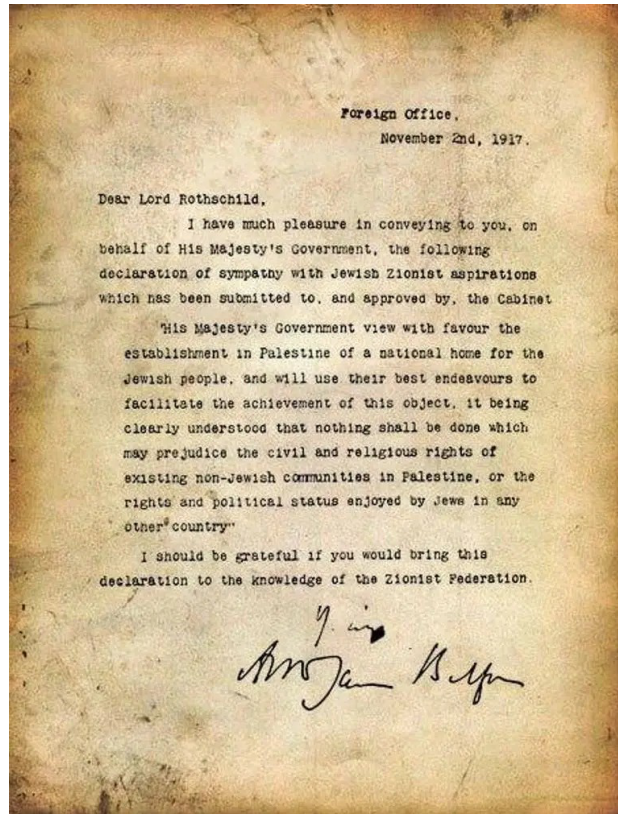 Foreign Office,
November 2nd, 1917.
Dear Lord Rothschild,
I have much pleasure in conveying to you, on
behalf of His Majesty's Government, the following
declaration of sympathy with Jewish Zionist aspirations
which has been submitted to, and approved by, the Cabinet
"His Majesty's Government view with favour the
establishment in Palestine of a national home for the
Jewish people, and will use their best endeavours to
facilitate the achievement of this object, it being
clearly understood that nothing shall be done which
may prejudice the civil and religious rights of
existing non-Jewish communities in Palestine, or the
rights and political status enjoyed by Jews in any
other country"
I should be grateful if you would bring this
declaration to the knowledge of the Zionist Federation.
Arthur James Balfour